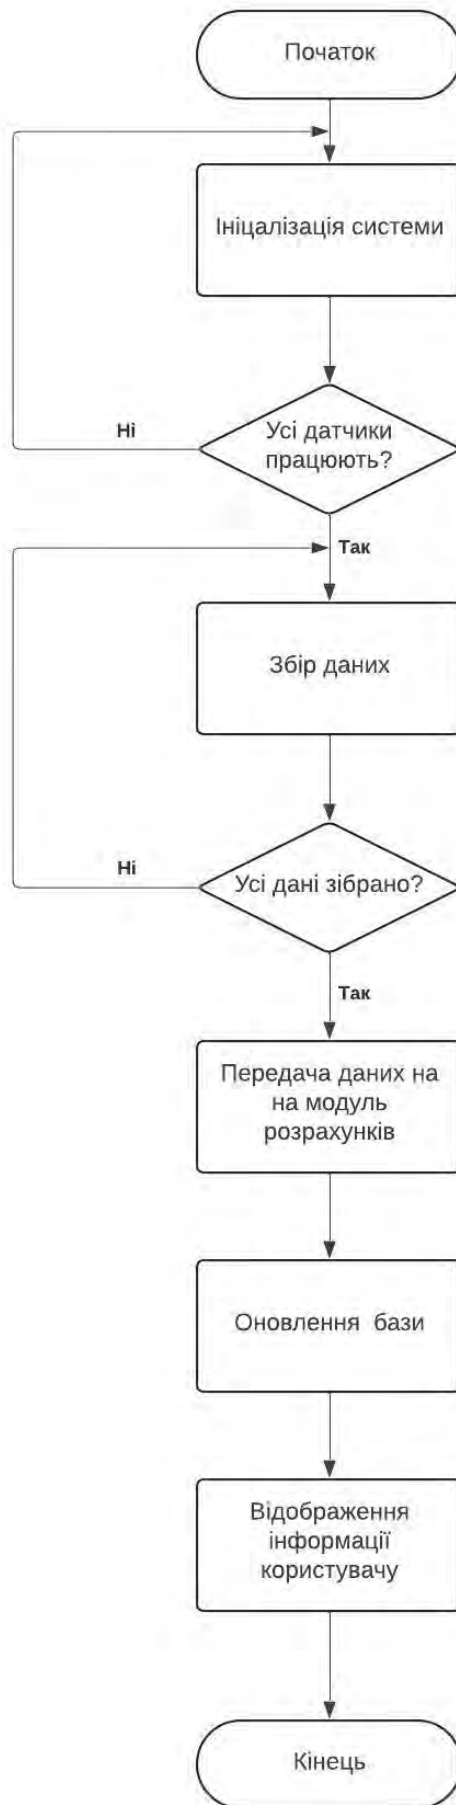 Початок
Ініцалізація системи
Усі датчики
працюють?
Ні
Так
Збір даних
Усі дані зібрано?
Ні
Так
Передача даних на
на модуль
розрахунків
Оновлення бази
Відображення
інформації
користувачу
Кінець